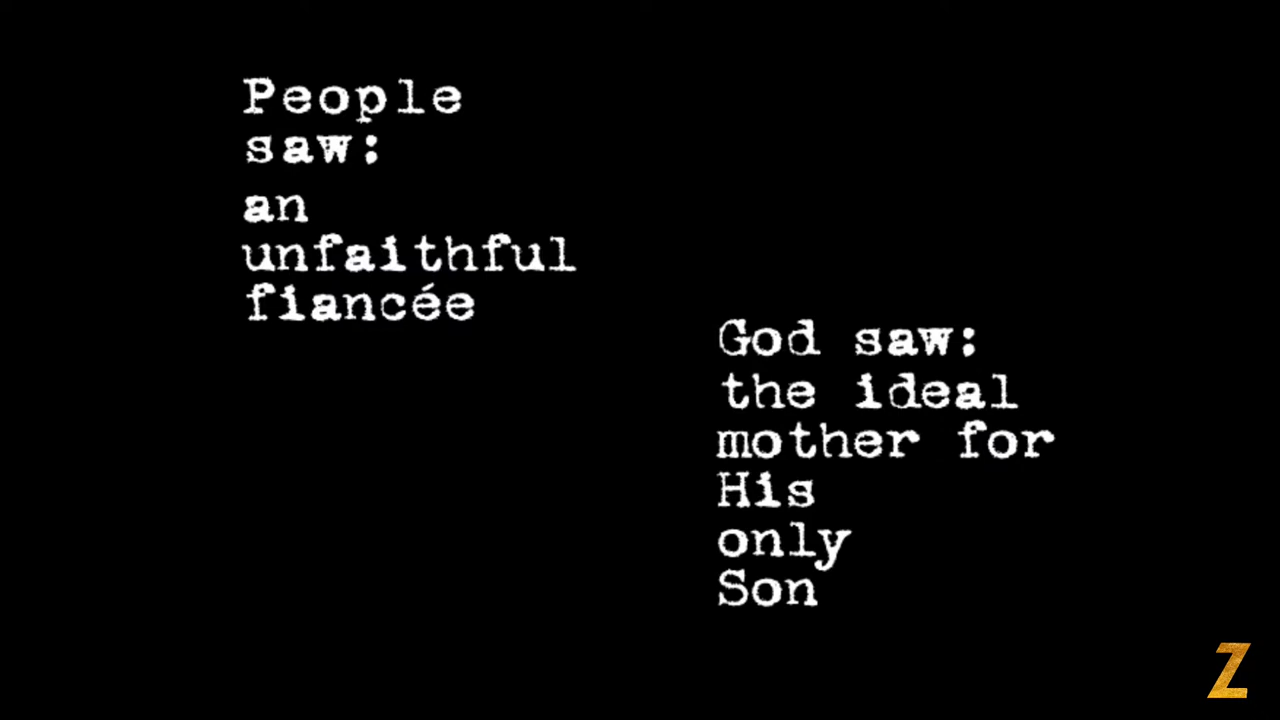 People
saw:
an
unfaithful
fiancée
God saw:
the ideal
mother for
His
only
Son
Z